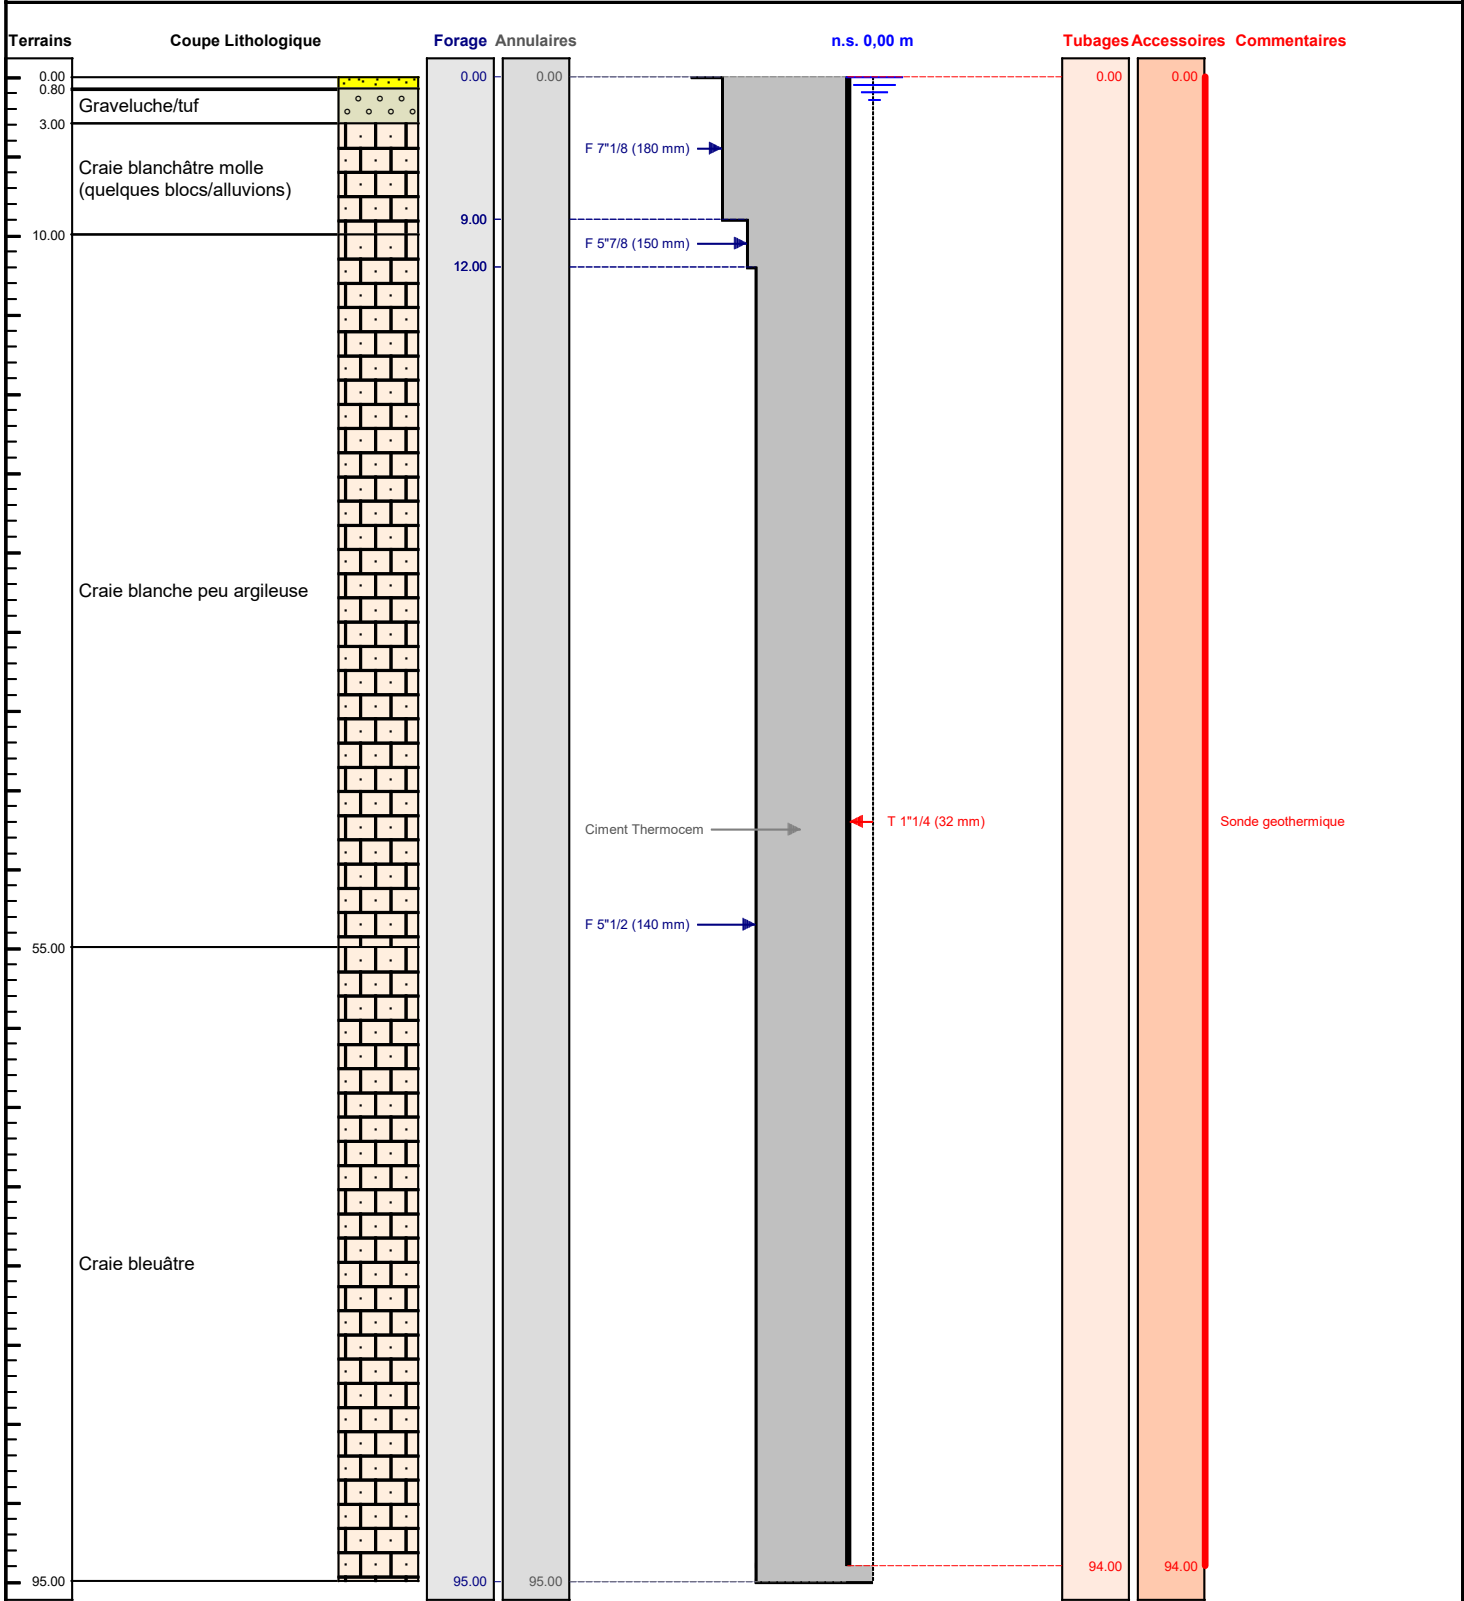 Terrains Coupe Lithologique Forage Annulaires n.s. 0,00 m Tubages Accessoires Commentaires
0.00 0.00 0.00 0.00 0.00
0.80
Graveluche/tuf
3.00
F 7"1/8 (180 mm)
Craie blanchâtre molle
(quelques blocs/alluvions)
9.00
10.00
F 5"7/8 (150 mm)
12.00
Craie blanche peu argileuse
T 1"1/4 (32 mm) Sonde geothermique
Ciment Thermocem
F 5"1/2 (140 mm)
55.00
Craie bleuâtre
94.00 94.00
95.00 95.00 95.00